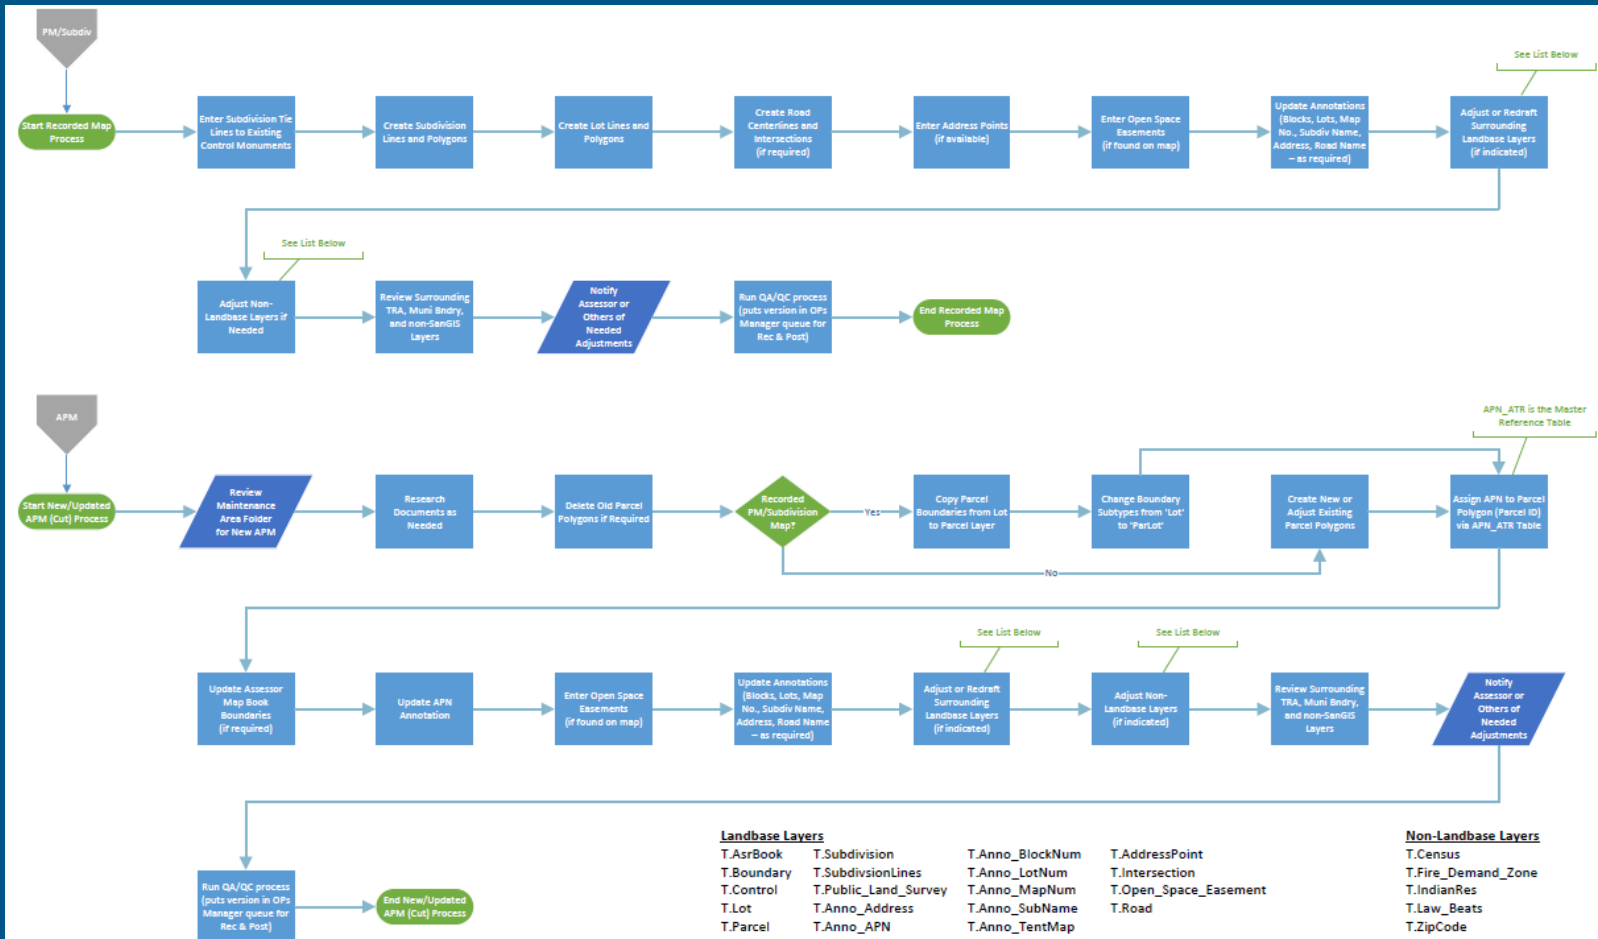 PM/Subdiv
See List Below
Start Recorded Map
Process
Enter Subdivision Tie
Lines to Existing
Control Monuments
Create Subdivision
Lines and Polygons
Create Lot Lines and
Polygons
Create Road
Centerlines and
Intersections
(if required)
Enter Address Points
(if available)
Enter Open Space
Easements
(if found on map)
Update Annotations
(Blocks, Lots, Map
No., Subdiv Name,
Address, Road Name
– as required)
Adjust or Redraft
Surrounding
Landbase Layers
(if indicated)
See List Below
Adjust Non-
Landbase Layers if
Needed
Review Surrounding
TRA, Muni Bndry,
and non-SanGIS
Layers
Notify
Assessor or
Others of
Needed
Adjustments
Run QA/QC process
(puts version in OPs
Manager queue for
Rec & Post)
End Recorded Map
Process
APM
APN_ATR is the Master
Reference Table
Start New/Updated
APM (Cut) Process
Review
Maintenance
Area Folder
for New APM
Research
Documents as
Needed
Delete Old Parcel
Polygons if Required
Recorded
PM/Subdivision
Map?
Yes
No
Copy Parcel
Boundaries from Lot
to Parcel Layer
Change Boundary
Subtypes from 'Lot'
to 'ParLot'
Create New or
Adjust Existing
Parcel Polygons
Assign APN to Parcel
Polygon (Parcel ID)
via APN_ATR Table
See List Below
See List Below
Update Assessor
Map Book
Boundaries
(if required)
Update APN
Annotation
Enter Open Space
Easements
(if found on map)
Update Annotations
(Blocks, Lots, Map
No., Subdiv Name,
Address, Road Name
– as required)
Adjust or Redraft
Surrounding
Landbase Layers
(if indicated)
Adjust Non-
Landbase Layers
(if indicated)
Review Surrounding
TRA, Muni Bndry,
and non-SanGIS
Layers
Notify
Assessor or
Others of
Needed
Adjustments
Run QA/QC process
(puts version in OPs
Manager queue for
Rec & Post)
End New/Updated
APM (Cut) Process
Landbase Layers
T.AsrBook
T.Boundary
T.Control
T.Lot
T.Parcel
T.Subdivision
T.SubdvsionLines
T.Public_Land_Survey
T.Anno_Address
T.Anno_APN
T.Anno_BlockNum
T.Anno_LotNum
T.Anno_MapNum
T.Anno_SubName
T.Anno_TentMap
T.AddressPoint
T.Intersection
T.Open_Space_Easement
T.Road
Non-Landbase Layers
T.Census
T.Fire_Demand_Zone
T.IndianRes
T.Law_Beats
T.ZipCode